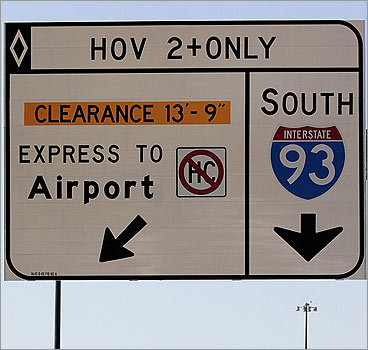 HOV 2+ONLY
CLEARANCE 13'-9"
EXPRESS TO
Airport
HC
SOUTH
INTERSTATE
93